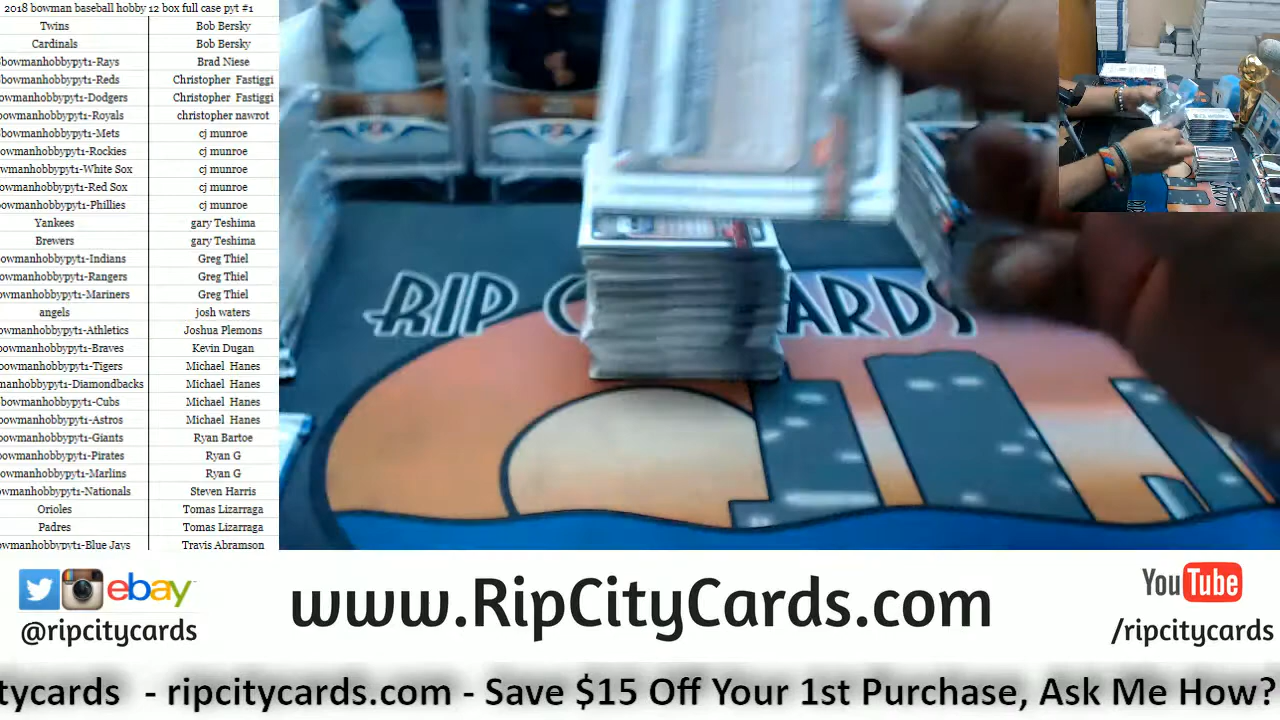 2018 bowman baseball hobby 12 box full case pyt #1
Twins Bob Bersky
Cardinals Bob Bersky
bowmanhobbypyt1-Rays Brad Niese
bowmanhobbypyt1-Reds Christopher Fastiggi
owmanhobbypyt1-Dodgers Christopher Fastiggi
owmanhobbypyt1-Royals christopher nawrot
bowmanhobbypyt1-Mets cj munroe
owmanhobbypyt1-Rockies cj munroe
wmanhobbypyt1-White Sox cj munroe
wmanhobbypyt1-Red Sox cj munroe
owmanhobbypyt1-Phillies cj munroe
Yankees gary Teshima
Brewers gary Teshima
owmanhobbypyt1-Indians Greg Thiel
owmanhobbypyt1-Rangers Greg Thiel
owmanhobbypyt1-Mariners Greg Thiel
angels josh waters
owmanhobbypyt1-Athletics Joshua Plemons
owmanhobbypyt1-Braves Kevin Dugan
owmanhobbypyt1-Tigers Michael Hanes
manhobbypyt1-Diamondbacks Michael Hanes
bowmanhobbypyt1-Cubs Michael Hanes
owmanhobbypyt1-Astros Michael Hanes
owmanhobbypyt1-Giants Ryan Bartoe
owmanhobbypyt1-Pirates Ryan G
owmanhobbypyt1-Marlins Ryan G
wmanhobbypyt1-Nationals Steven Harris
Orioles Tomas Lizarraga
Padres Tomas Lizarraga
owmanhobbypyt1-Blue Jays Travis Abramson
RIP C ARDS
ebay
@ripcitycards
www.RipCityCards.com
YouTube
/ripcitycards
tycards - ripcitycards.com - Save $15 Off Your 1st Purchase, Ask Me How?